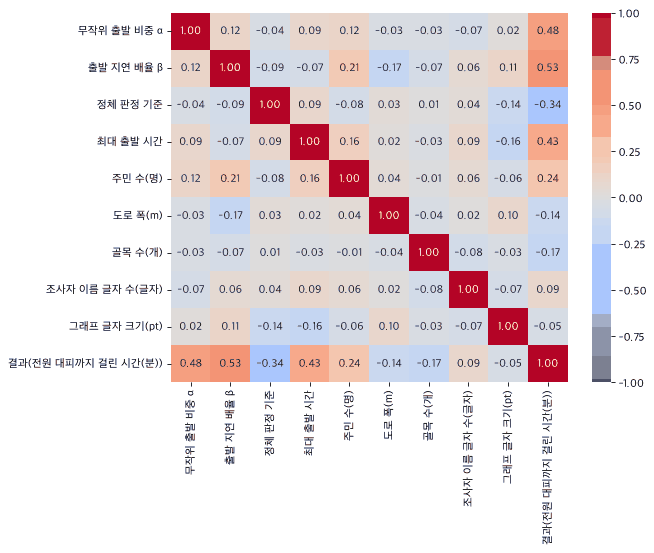 무작위 출발 비중 α 1.00 0.12 −0.04 0.09 0.12 −0.03 −0.03 −0.07 0.02 0.48
출발 지연 배율 β 0.12 1.00 −0.09 −0.07 0.21 −0.17 −0.07 0.06 0.11 0.53
정체 판정 기준 −0.04 −0.09 1.00 0.09 −0.08 0.03 0.01 0.04 −0.14 −0.34
최대 출발 시간 0.09 −0.07 0.09 1.00 0.16 0.02 −0.03 0.09 −0.16 0.43
주민 수(명) 0.12 0.21 −0.08 0.16 1.00 0.04 −0.01 0.06 −0.06 0.24
도로 폭(m) −0.03 −0.17 0.03 0.02 0.04 1.00 −0.04 0.02 0.10 −0.14
골목 수(개) −0.03 −0.07 0.01 −0.03 −0.01 −0.04 1.00 −0.08 −0.03 −0.17
조사자 이름 글자 수(글자) −0.07 0.06 0.04 0.09 0.06 0.02 −0.08 1.00 −0.07 0.09
그래프 글자 크기(pt) 0.02 0.11 −0.14 −0.16 −0.06 0.10 −0.03 −0.07 1.00 −0.05
결과(전원 대피까지 걸린 시간(분)) 0.48 0.53 −0.34 0.43 0.24 −0.14 −0.17 0.09 −0.05 1.00
무작위 출발 비중 α
출발 지연 배율 β
정체 판정 기준
최대 출발 시간
주민 수(명)
도로 폭(m)
골목 수(개)
조사자 이름 글자 수(글자)
그래프 글자 크기(pt)
결과(전원 대피까지 걸린 시간(분))
1.00
0.75
0.50
0.25
0.00
−0.25
−0.50
−0.75
−1.00